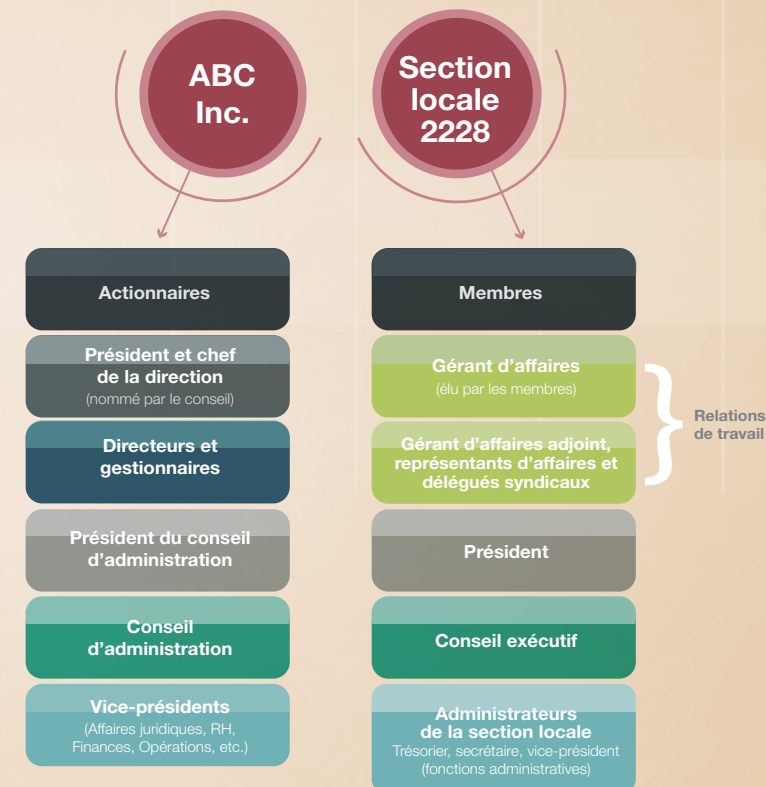 ABC
Inc.
Section
locale
2228
Actionnaires
Président et chef
de la direction
(nommé par le conseil)
Directeurs et
gestionnaires
Président du conseil
d'administration
Conseil
d'administration
Vice-présidents
(Affaires juridiques, RH,
Finances, Opérations, etc.)
Membres
Gérant d'affaires
(élu par les membres)
Gérant d'affaires adjoint,
représentants d'affaires et
délégués syndicaux
Relations
de travail
Président
Conseil exécutif
Administrateurs
de la section locale
Trésorier, secrétaire, vice-président
(fonctions administratives)